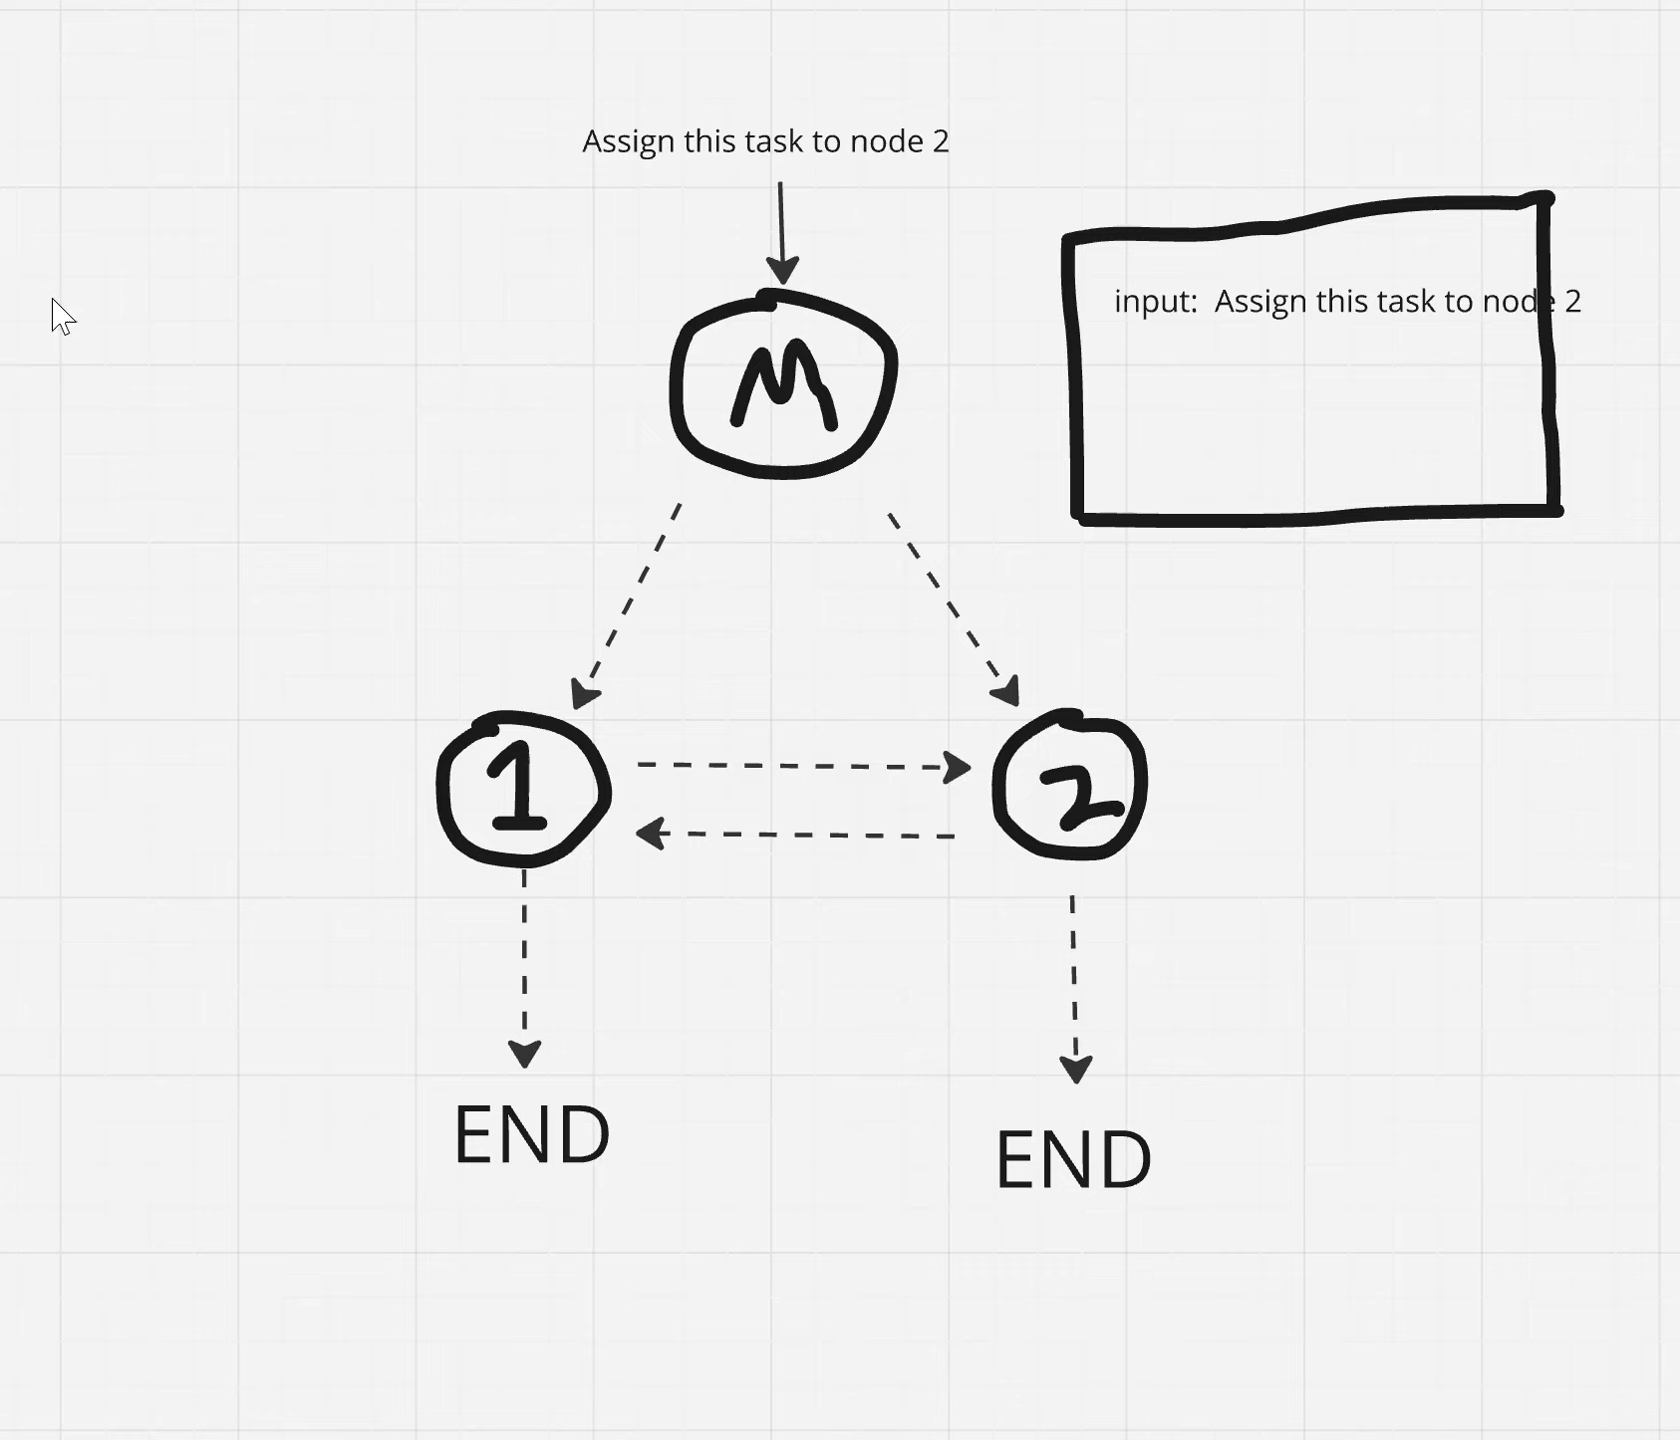 Assign this task to node 2
input: Assign this task to node 2
M
1
2
END
END